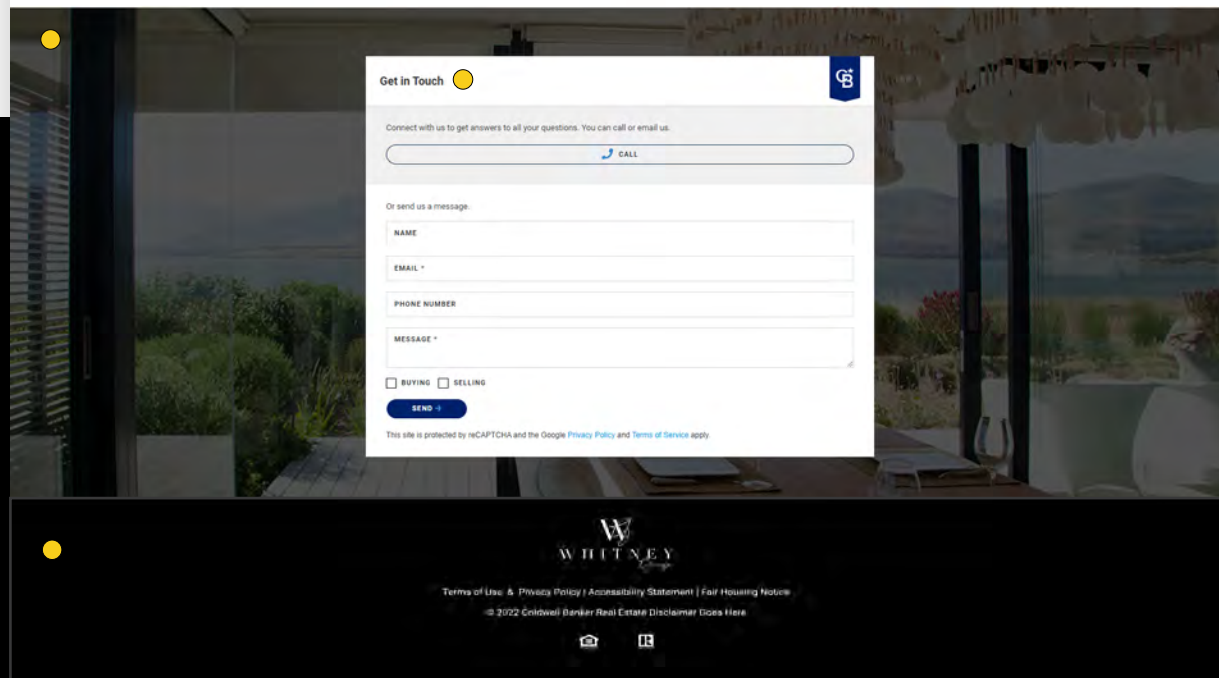 Get in Touch
CB
Connect with us to get answers to all your questions. You can call or email us.
CALL
Or send us a message.
NAME
EMAIL *
PHONE NUMBER
MESSAGE *
BUYING SELLING
SEND
This site is protected by reCAPTCHA and the Google Privacy Policy and Terms of Service apply.
W
WHITNEY
Group
Terms of Use & Privacy Policy | Accessibility Statement | Fair Housing Notice
© 2022 Coldwell Banker Real Estate Disclaimer Goes Here
R